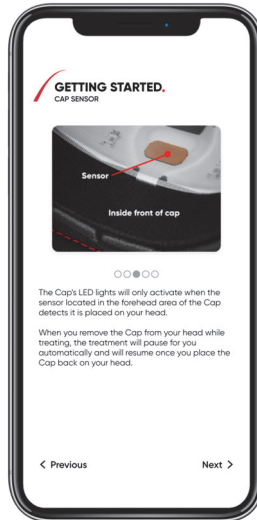 GETTING STARTED.
CAP SENSOR
Sensor
Inside front of cap
The Cap's LED lights will only activate when the
sensor located in the forehead area of the Cap
detects it is placed on your head.
When you remove the Cap from your head while
treating, the treatment will pause for you
automatically and will resume once you place the
Cap back on your head.
< Previous
Next >